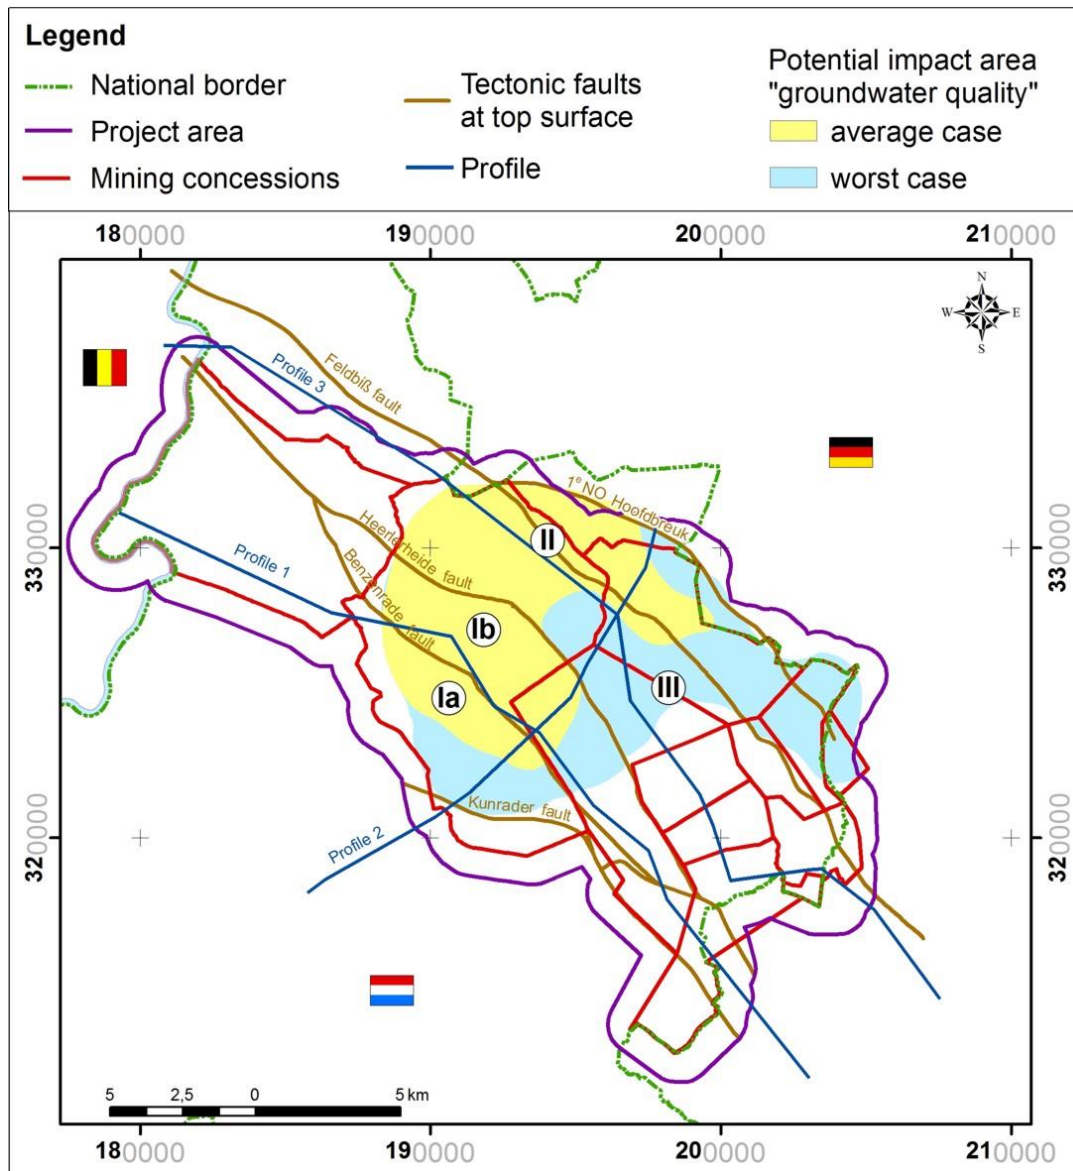 Legend
National border
Project area
Mining concessions
Tectonic faults
at top surface
Profile
Potential impact area
"groundwater quality"
average case
worst case
180000 190000 200000 210000
N
W E
S
Profile 3
Feldbiß fault
1e NO Hoofdbreuk
330000
330000
II
Heerlerheide fault
Profile 1
Benzenrade fault
Ib
Ia
III
Kunrader fault
320000
320000
Profile 2
5 2,5 0 5 km
180000 190000 200000 210000